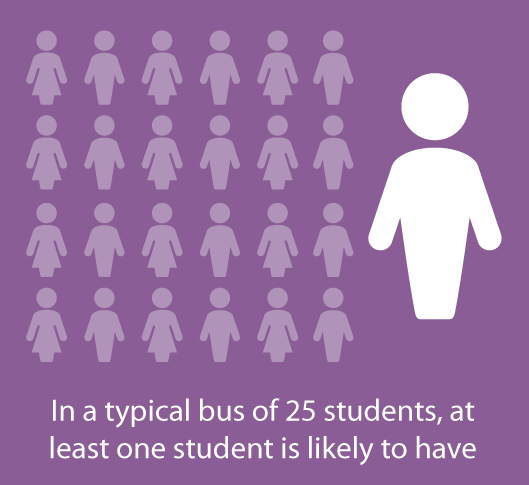 In a typical bus of 25 students, at
least one student is likely to have